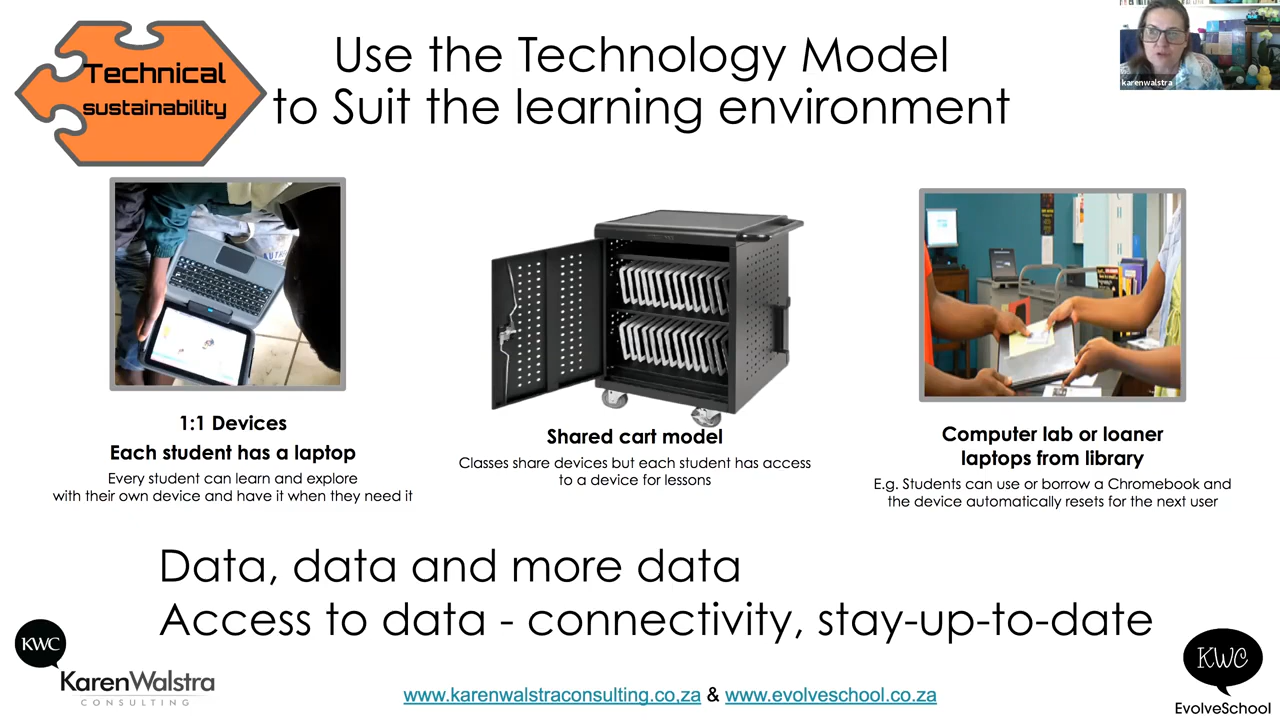 Technical
sustainability
Use the Technology Model
to Suit the learning environment
karenwalstra
1:1 Devices
Each student has a laptop
Every student can learn and explore
with their own device and have it when they need it
Shared cart model
Classes share devices but each student has access
to a device for lessons
Computer lab or loaner
laptops from library
E.g. Students can use or borrow a Chromebook and
the device automatically resets for the next user
Data, data and more data
Access to data - connectivity, stay-up-to-date
KWC
KarenWalstra
CONSULTING
www.karenwalstraconsulting.co,za & www.evolveschool.co.za
KWC
EvolveSchool